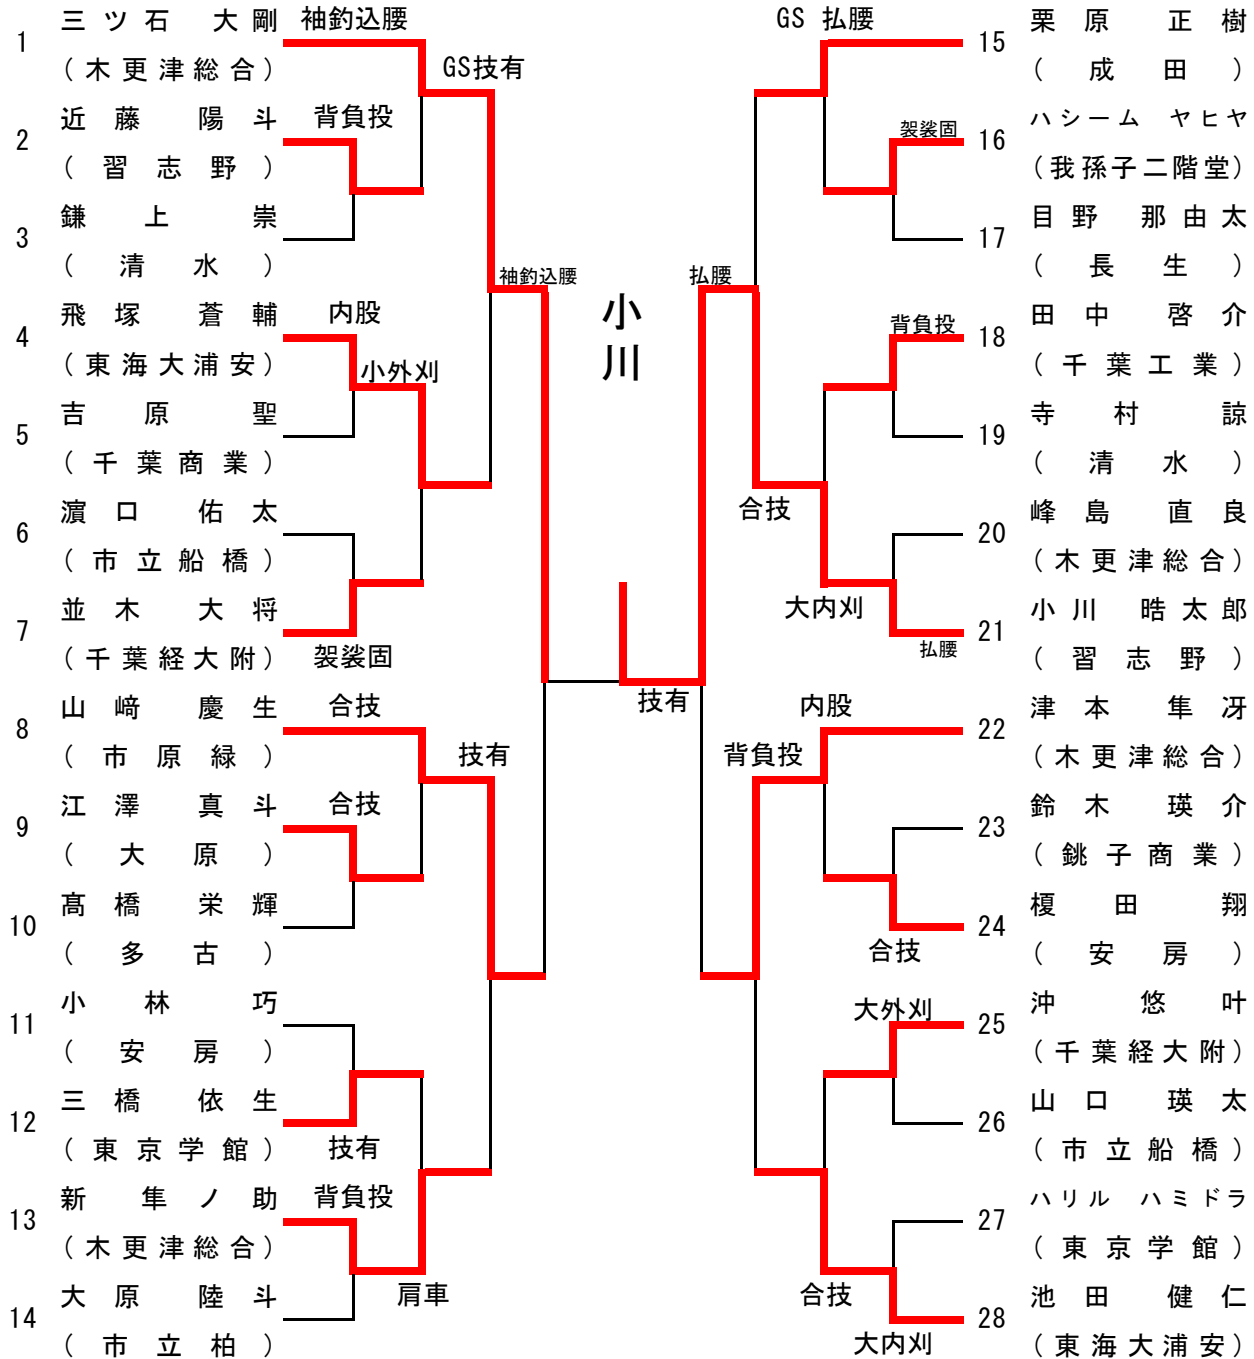 三ツ石 大剛 袖釣込腰
1
(木更津総合)
GS技有
近藤 陽斗 背負投
2
(習志野)
鎌上 崇
3
(清水)
袖釣込腰
飛塚 蒼輔 内股
4
(東海大浦安)
小外刈
吉原 聖
5
(千葉商業)
濵口 佑太
6
(市立船橋)
並木 大将
7
(千葉経大附) 袈裟固
山﨑 慶生 合技
8
(市原緑)
技有
江澤 真斗 合技
9
(大原)
髙橋 栄輝
10
(多古)
小林 巧
11
(安房)
三橋 依生
12
(東京学館) 技有
新 隼ノ助 背負投
13
(木更津総合)
大原 陸斗 肩車
14
(市立柏)
小川
技有
GS 払腰 栗原 正樹
15
(成田)
ハシーム ヤヒヤ
袈裟固 16
(我孫子二階堂)
目野 那由太
17
(長生)
払腰
田中 啓介
背負投 18
(千葉工業)
寺村 諒
19
(清水)
合技
峰島 直良
20
(木更津総合)
大内刈 小川 晧太郎
21
払腰 (習志野)
内股 津本 隼冴
22
背負投 (木更津総合)
鈴木 瑛介
23
(銚子商業)
榎田 翔
24
合技 (安房)
大外刈 沖 悠叶
25
(千葉経大附)
山口 瑛太
26
(市立船橋)
ハリル ハミドラ
27
(東京学館)
合技 池田 健仁
28
大内刈 (東海大浦安)